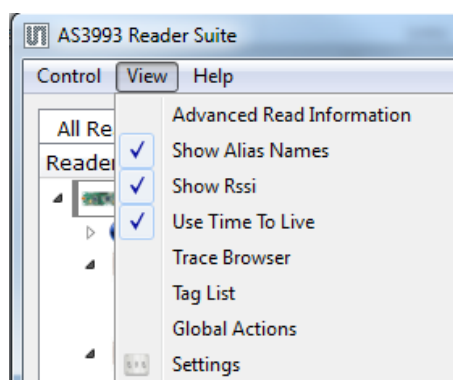 AS3993 Reader Suite
Control View Help
All Re
Reader
Advanced Read Information
Show Alias Names
Show Rssi
Use Time To Live
Trace Browser
Tag List
Global Actions
Settings